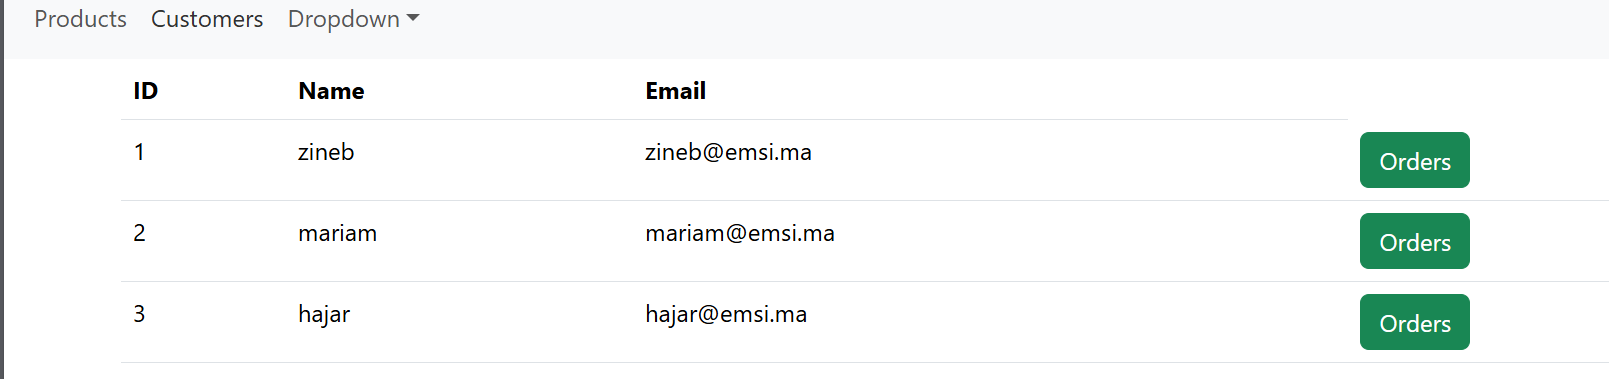 Products Customers Dropdown
ID Name Email
1 zineb zineb@emsi.ma Orders
2 mariam mariam@emsi.ma Orders
3 hajar hajar@emsi.ma Orders